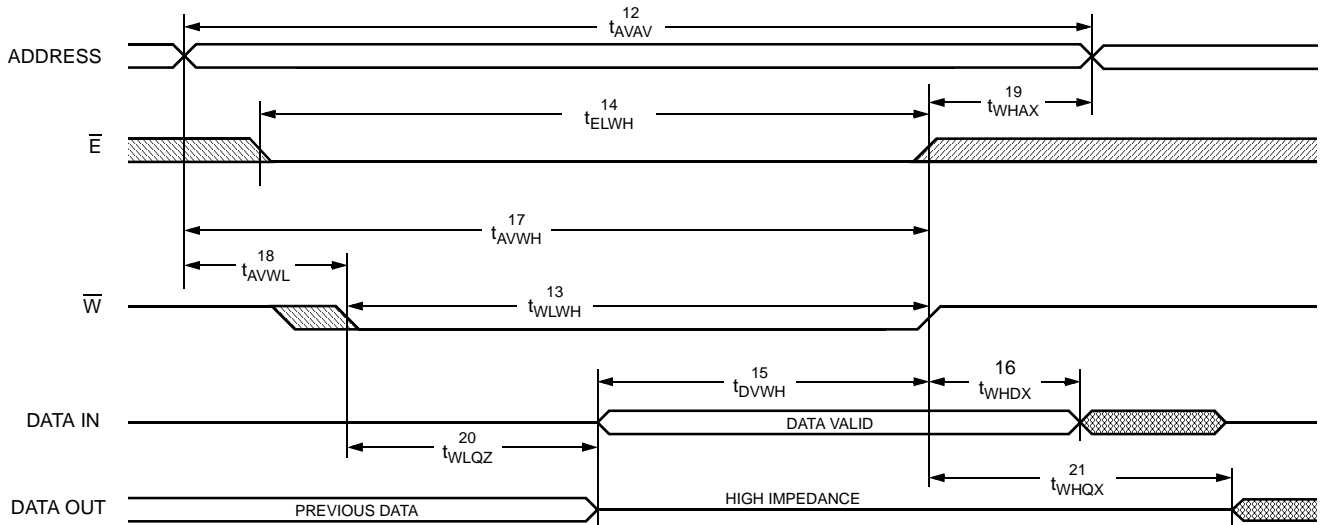 12
tAVAV
ADDRESS
19
tWHAX
14
tELWH
E
17
tAVWH
18
tAVWL
13
tWLWH
W
15
tDVWH
16
tWHDX
DATA IN
DATA VALID
20
tWLQZ
21
tWHQX
DATA OUT
PREVIOUS DATA
HIGH IMPEDANCE